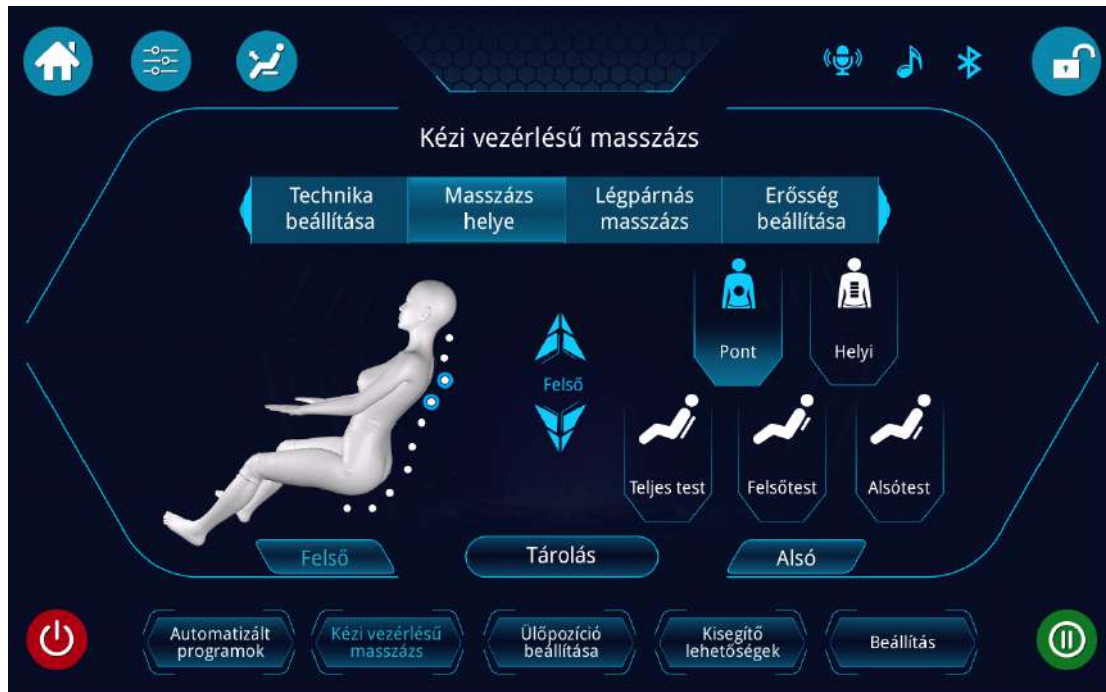 Kézi vezérlésű masszázs
Technika
beállítása
Masszázs
helye
Légpárnás
masszázs
Erősség
beállítása
Pont
Helyi
Felső
Teljes test
Felsőtest
Alsótest
Felső
Tárolás
Alsó
Automatizált
programok
Kézi vezérlésű
masszázs
Ülőpozíció
beállítása
Kisegítő
lehetőségek
Beállítás